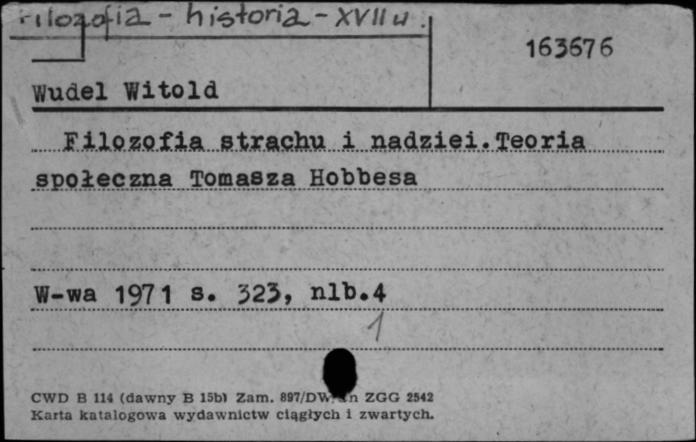 Filozofia - historia - XVII w.
163676
Wudel Witold
Filozofia strachu i nadziei.Teoria
społeczna Tomasza Hobbesa
W-wa 1971 s. 323, nlb.4
1
CWD B 114 (dawny B 15b) Zam. 897/DW ZGG 2542
Karta katalogowa wydawnictw ciągłych i zwartych.